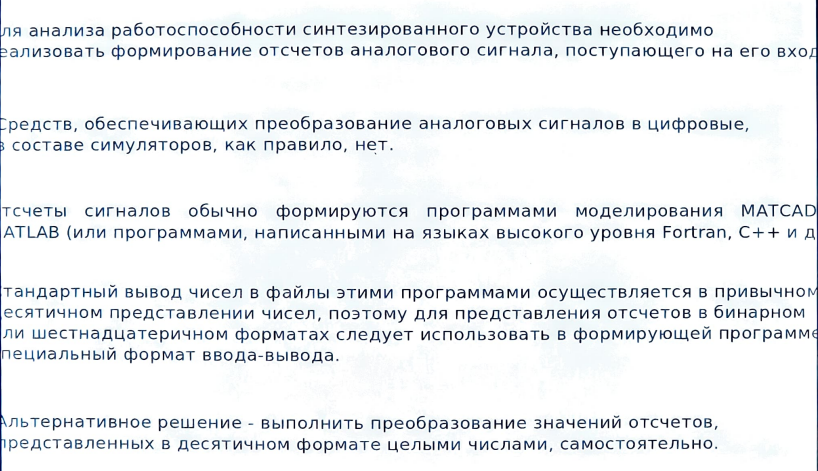 ля анализа работоспособности синтезированного устройства необходимо
еализовать формирование отсчетов аналогового сигнала, поступающего на его вход
Средств, обеспечивающих преобразование аналоговых сигналов в цифровые,
в составе симуляторов, как правило, нет.
тсчеты сигналов обычно формируются программами моделирования MATCAD
ATLAB (или программами, написанными на языках высокого уровня Fortran, C++ и д
тандартный вывод чисел в файлы этими программами осуществляется в привычном
есятичном представлении чисел, поэтому для представления отсчетов в бинарном
ли шестнадцатеричном форматах следует использовать в формирующей программе
пециальный формат ввода-вывода.
Альтернативное решение - выполнить преобразование значений отсчетов,
представленных в десятичном формате целыми числами, самостоятельно.